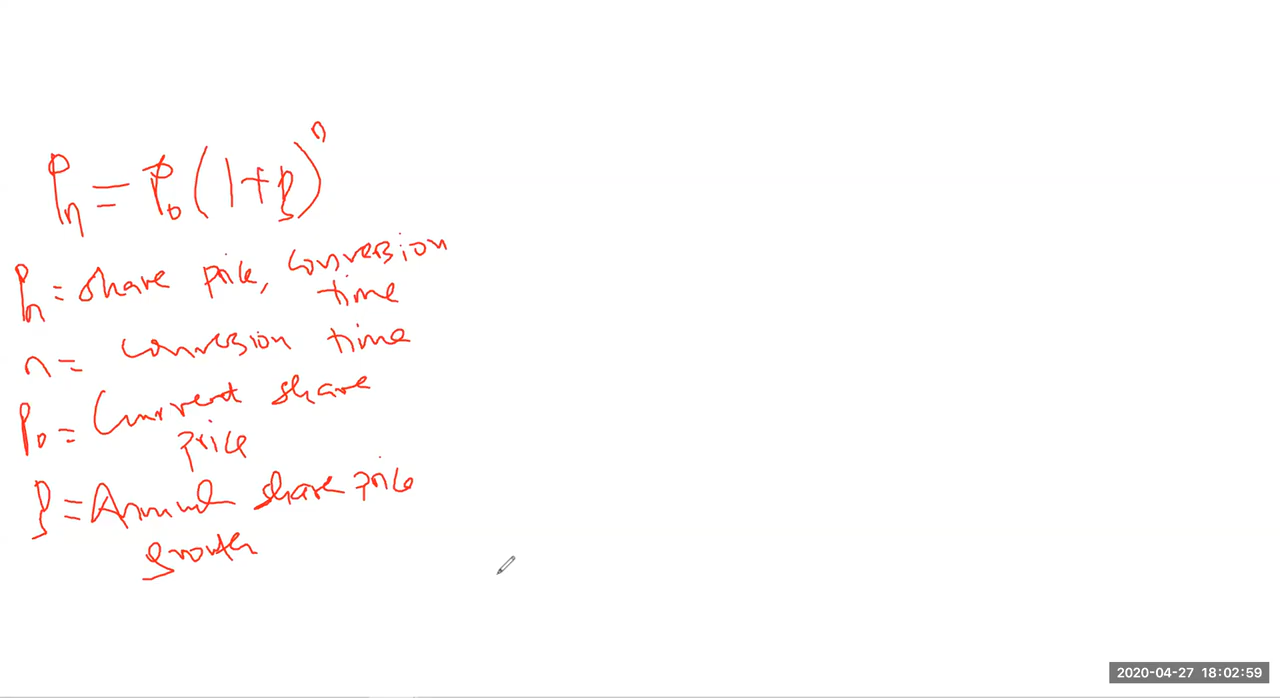 Pn = P0 (1+g)^n
Pn = share price, conversion
time
n = conversion time
P0 = Current share
price
g = Annual share price
growth
2020-04-27 18:02:59